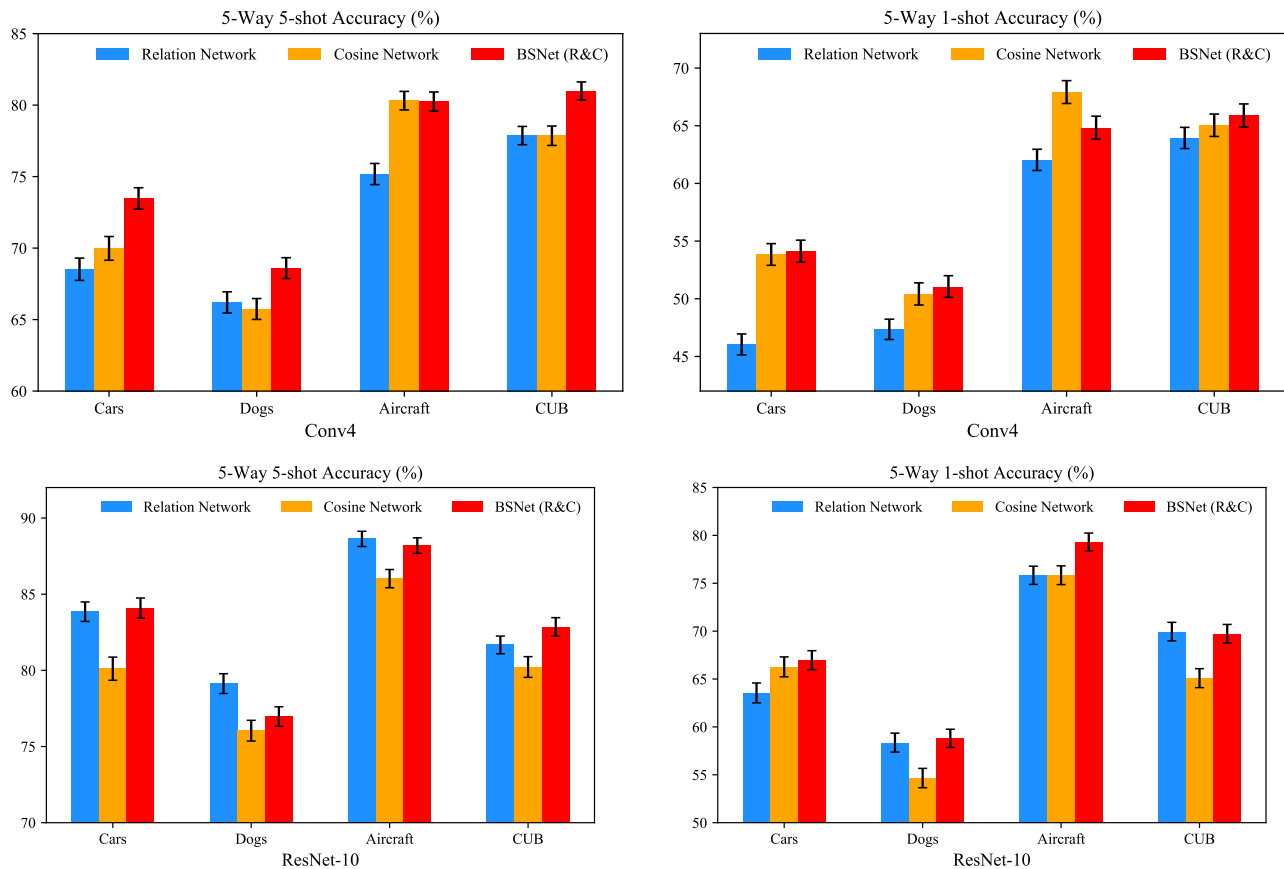 5-Way 5-shot Accuracy (%)
85
80
75
70
65
60
Relation Network Cosine Network BSNet (R&C)
Cars Dogs Aircraft CUB
Conv4
5-Way 1-shot Accuracy (%)
70
65
60
55
50
45
Relation Network Cosine Network BSNet (R&C)
Cars Dogs Aircraft CUB
Conv4
5-Way 5-shot Accuracy (%)
90
85
80
75
70
Relation Network Cosine Network BSNet (R&C)
Cars Dogs Aircraft CUB
ResNet-10
5-Way 1-shot Accuracy (%)
85
80
75
70
65
60
55
50
Relation Network Cosine Network BSNet (R&C)
Cars Dogs Aircraft CUB
ResNet-10